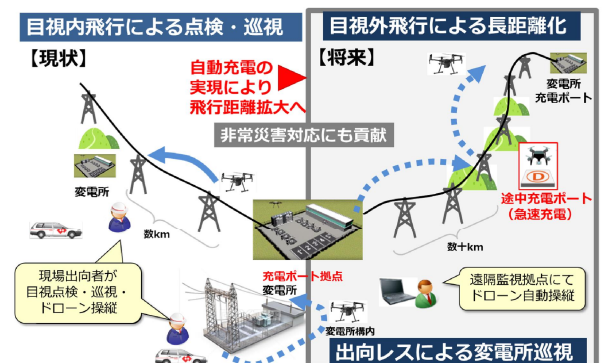 目視内飛行による点検・巡視
目視外飛行による長距離化
【現状】
【将来】
自動充電の
実現により
飛行距離拡大へ
変電所
充電ポート
非常災害対応にも貢献
変電所
途中充電ポート
（急速充電）
数km
数十km
現場出向者が
目視点検・巡視・
ドローン操縦
充電ポート拠点
変電所
遠隔監視拠点にて
ドローン自動操縦
変電所構内
出向レスによる変電所巡視